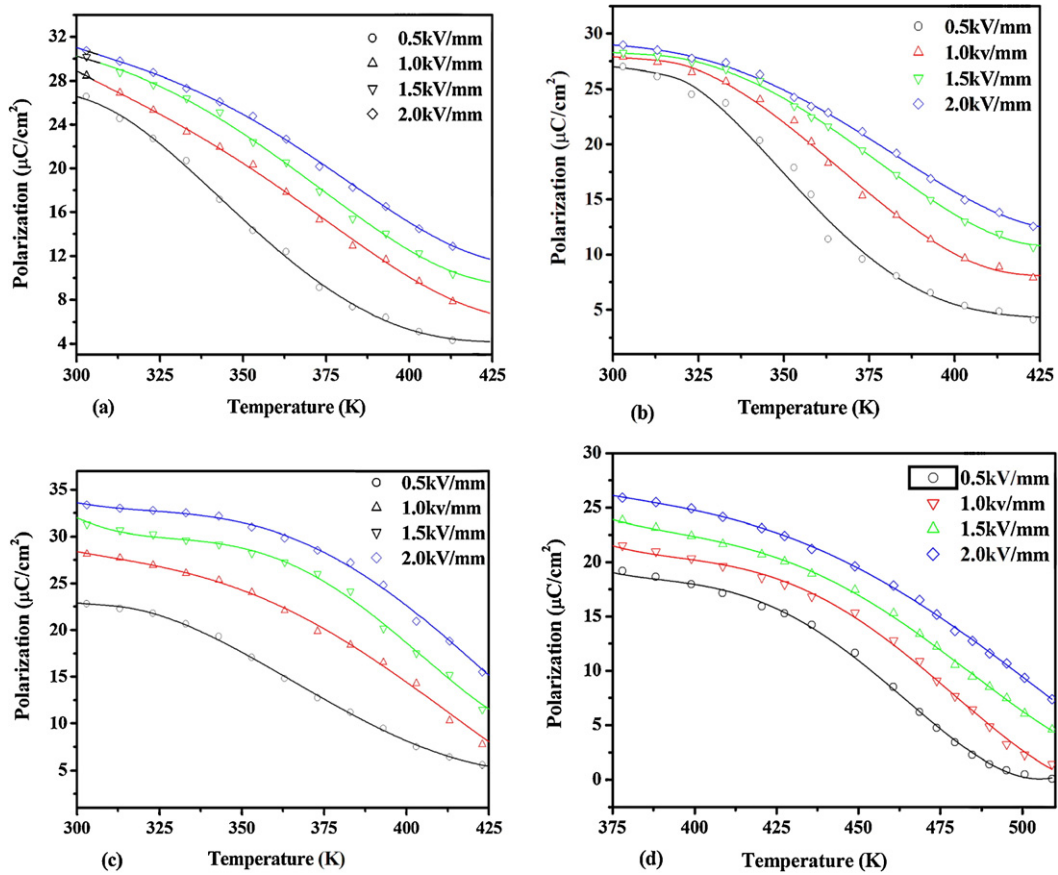 32
28
24
20
16
12
8
4
Polarization (μC/cm²)
0.5kV/mm
1.0kV/mm
1.5kV/mm
2.0kV/mm
300 325 350 375 400 425
(a) Temperature (K)
30
25
20
15
10
5
Polarization (μC/cm²)
0.5kV/mm
1.0kv/mm
1.5kV/mm
2.0kV/mm
300 325 350 375 400 425
(b) Temperature (K)
35
30
25
20
15
10
5
Polarization (μC/cm²)
0.5kV/mm
1.0kv/mm
1.5kV/mm
2.0kV/mm
300 325 350 375 400 425
(c) Temperature (K)
30
25
20
15
10
5
0
Polarization (μC/cm²)
0.5kV/mm
1.0kv/mm
1.5kV/mm
2.0kV/mm
375 400 425 450 475 500
(d) Temperature (K)